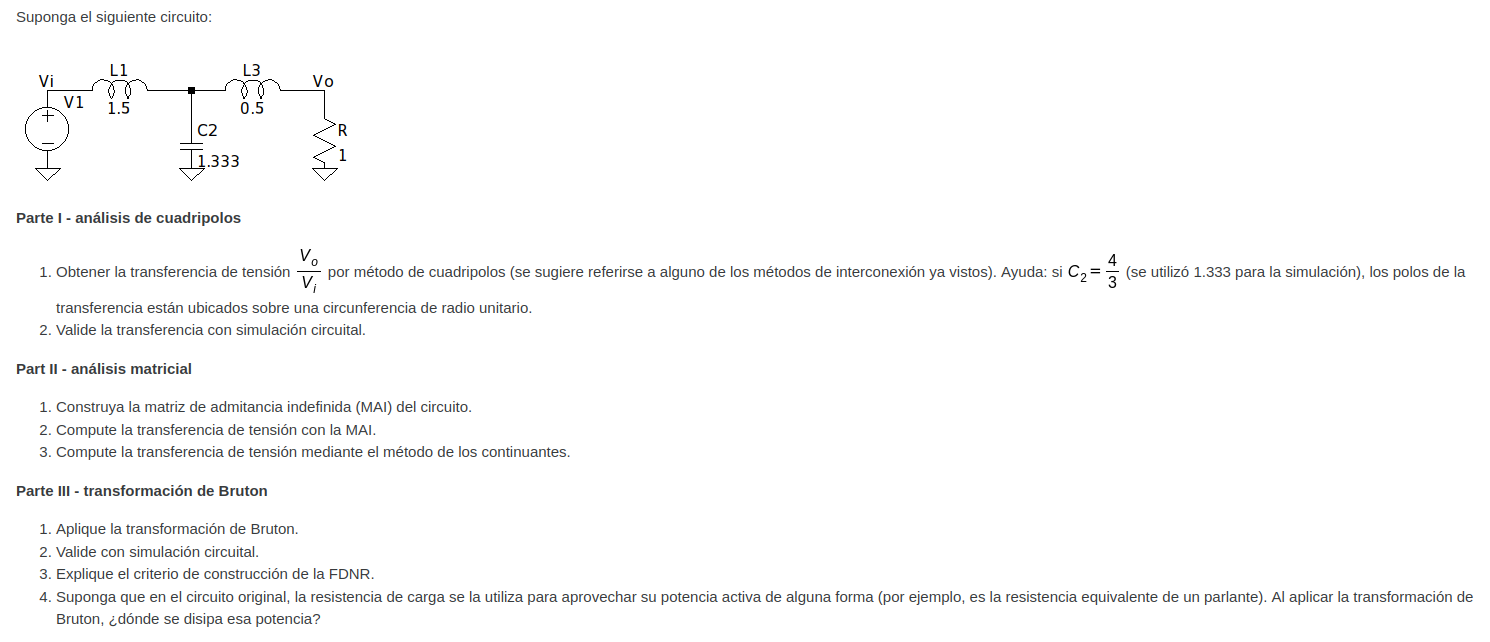 Suponga el siguiente circuito:
Vi
V1
L1
1.5
C2
1.333
L3
0.5
Vo
R
1
Parte I - análisis de cuadripolos
1. Obtener la transferencia de tensión V_o/V_i por método de cuadripolos (se sugiere referirse a alguno de los métodos de interconexión ya vistos). Ayuda: si C_2 = 4/3 (se utilizó 1.333 para la simulación), los polos de la
transferencia están ubicados sobre una circunferencia de radio unitario.
2. Valide la transferencia con simulación circuital.
Part II - análisis matricial
1. Construya la matriz de admitancia indefinida (MAI) del circuito.
2. Compute la transferencia de tensión con la MAI.
3. Compute la transferencia de tensión mediante el método de los continuantes.
Parte III - transformación de Bruton
1. Aplique la transformación de Bruton.
2. Valide con simulación circuital.
3. Explique el criterio de construcción de la FDNR.
4. Suponga que en el circuito original, la resistencia de carga se la utiliza para aprovechar su potencia activa de alguna forma (por ejemplo, es la resistencia equivalente de un parlante). Al aplicar la transformación de
Bruton, ¿dónde se disipa esa potencia?